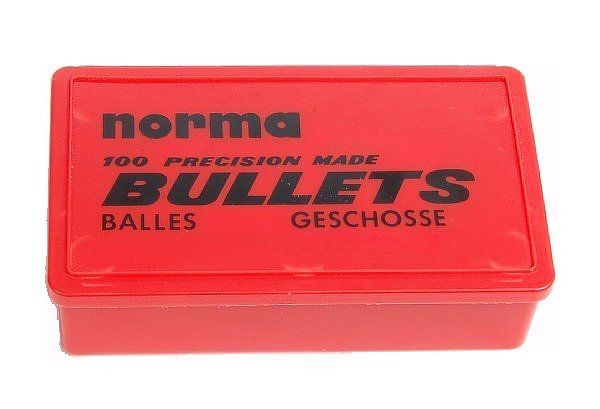 norma
100 PRECISION MADE
BULLETS
BALLES GESCHOSSE